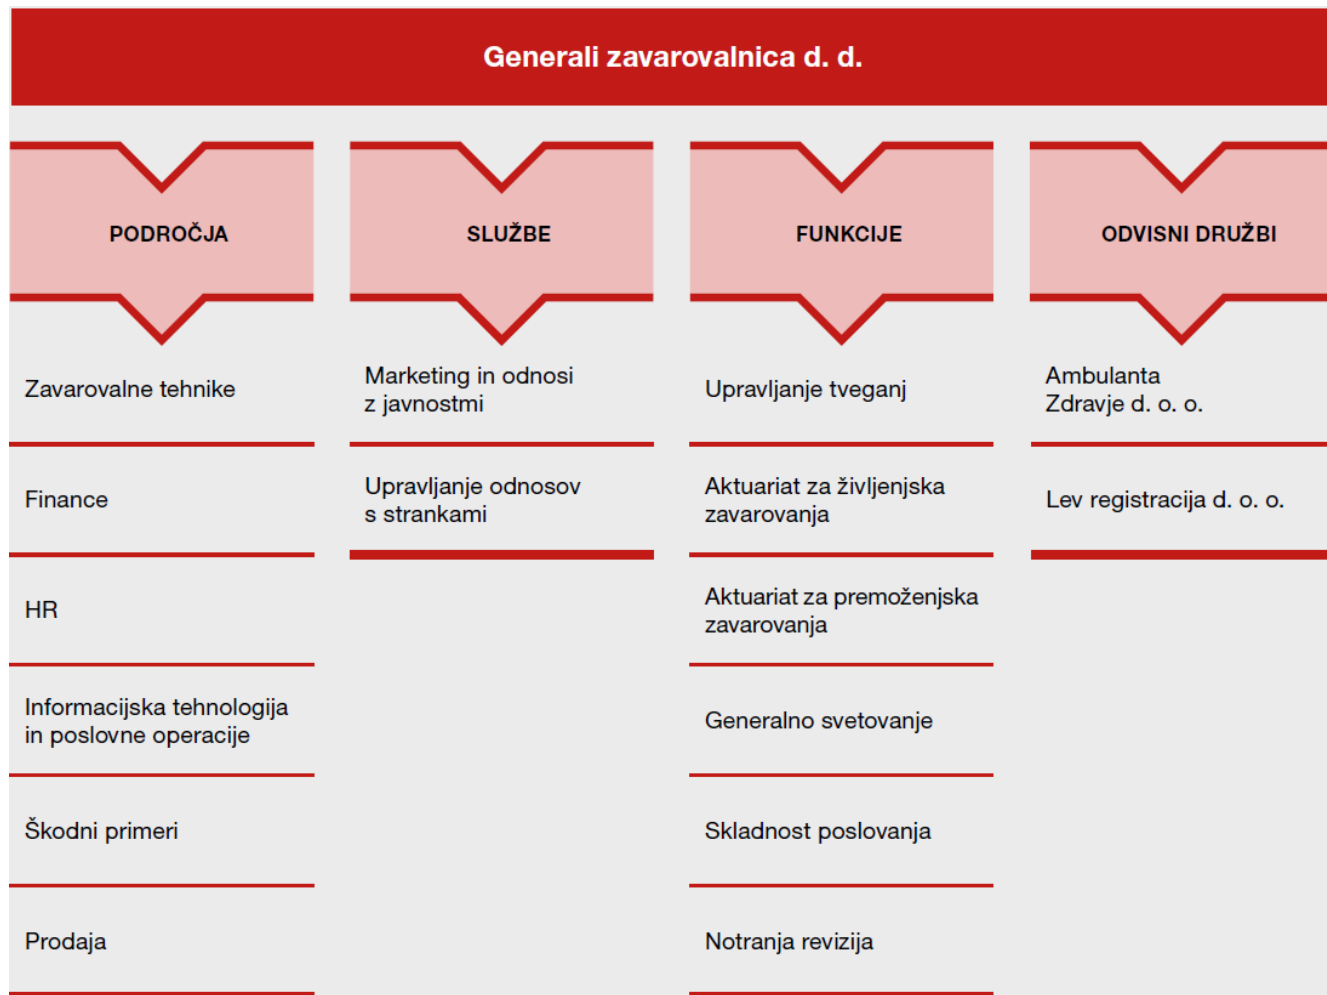 Generali zavarovalnica d. d.
PODROČJA
Zavarovalne tehnike
Finance
HR
Informacijska tehnologija
in poslovne operacije
Škodni primeri
Prodaja
SLUŽBE
Marketing in odnosi
z javnostmi
Upravljanje odnosov
s strankami
FUNKCIJE
Upravljanje tveganj
Aktuariat za življenjska
zavarovanja
Aktuariat za premoženjska
zavarovanja
Generalno svetovanje
Skladnost poslovanja
Notranja revizija
ODVISNI DRUŽBI
Ambulanta
Zdravje d. o. o.
Lev registracija d. o. o.